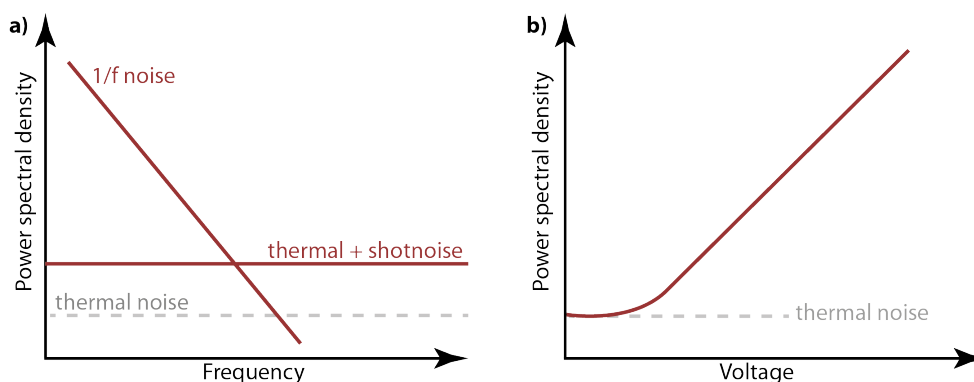 a)
Power spectral density
1/f noise
thermal + shotnoise
thermal noise
Frequency
b)
Power spectral density
thermal noise
Voltage